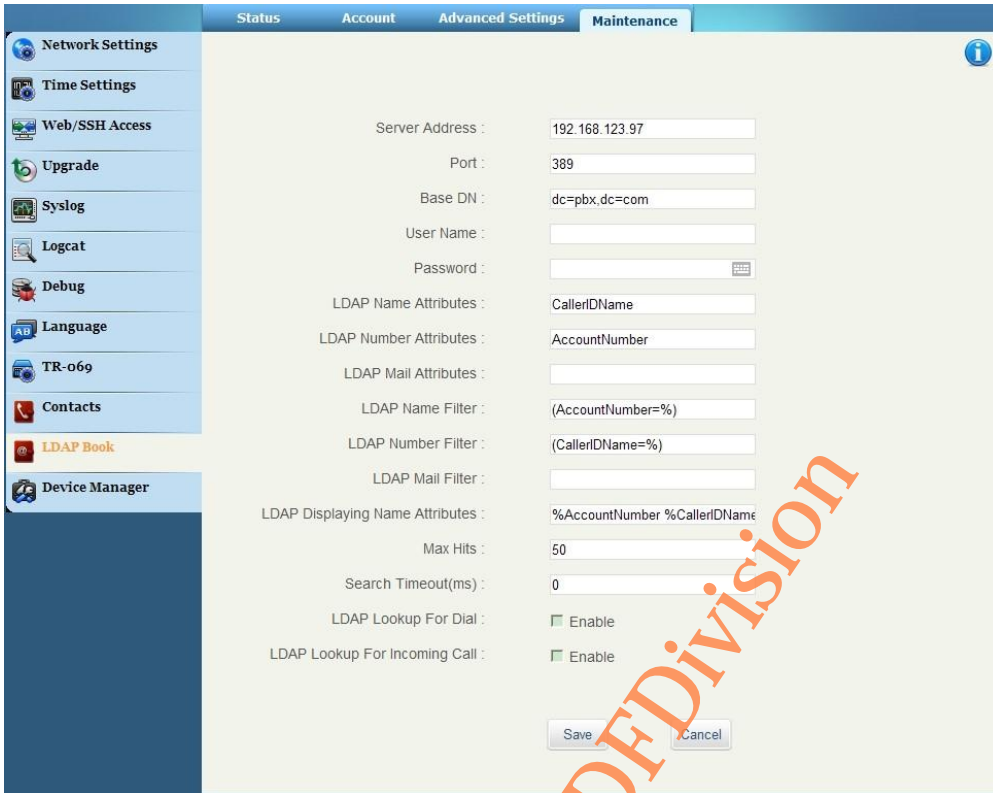 Status Account Advanced Settings Maintenance
Network Settings
Time Settings
Web/SSH Access
Upgrade
Syslog
Logcat
Debug
Language
TR-069
Contacts
LDAP Book
Device Manager
Server Address : 192.168.123.97
Port : 389
Base DN : dc=pbx,dc=com
User Name :
Password :
LDAP Name Attributes : CallerIDName
LDAP Number Attributes : AccountNumber
LDAP Mail Attributes :
LDAP Name Filter : (AccountNumber=%)
LDAP Number Filter : (CallerIDName=%)
LDAP Mail Filter :
LDAP Displaying Name Attributes : %AccountNumber %CallerIDName
Max Hits : 50
Search Timeout(ms) : 0
LDAP Lookup For Dial : Enable
LDAP Lookup For Incoming Call : Enable
Save Cancel
DFDivision